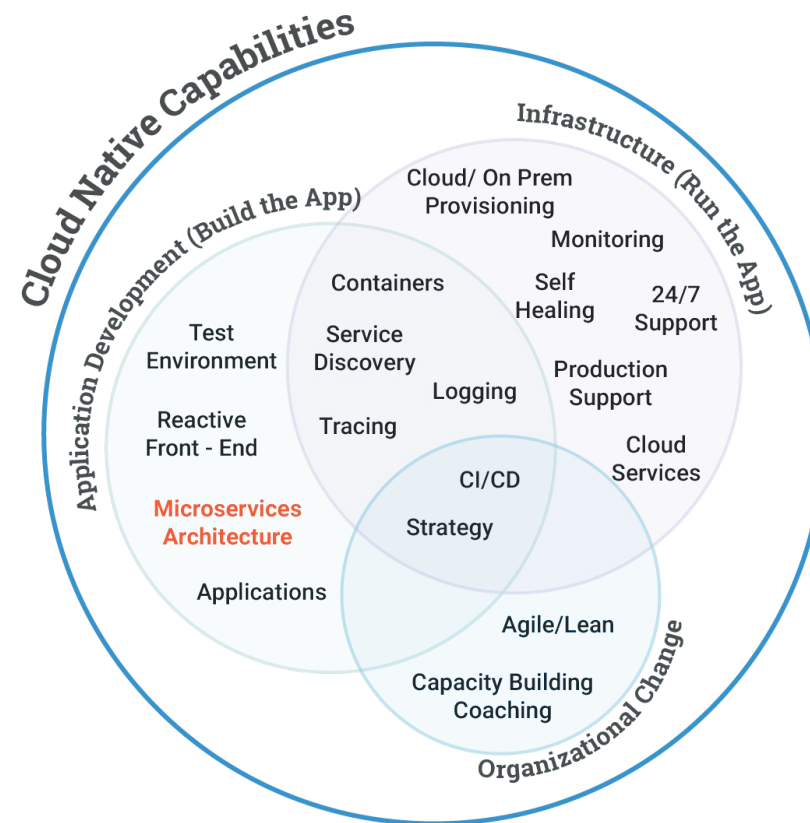 Cloud Native Capabilities
Infrastructure (Run the App)
Application Development (Build the App)
Cloud/ On Prem
Provisioning
Monitoring
Containers
Self
Healing
24/7
Support
Test
Environment
Service
Discovery
Logging
Production
Support
Reactive
Front - End
Tracing
Cloud
Services
Microservices
Architecture
CI/CD
Strategy
Applications
Agile/Lean
Capacity Building
Coaching
Organizational Change